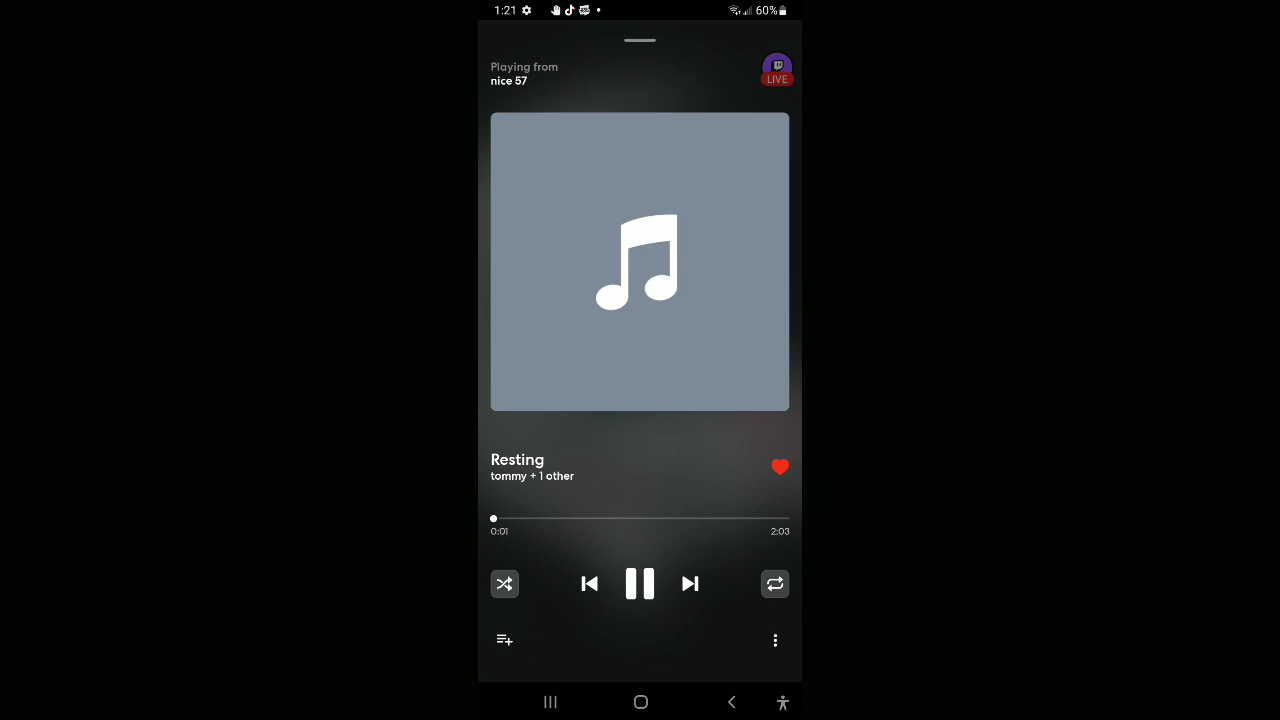 1:21
60%
Playing from
nice 57
LIVE
Resting
tommy + 1 other
0:01
2:03